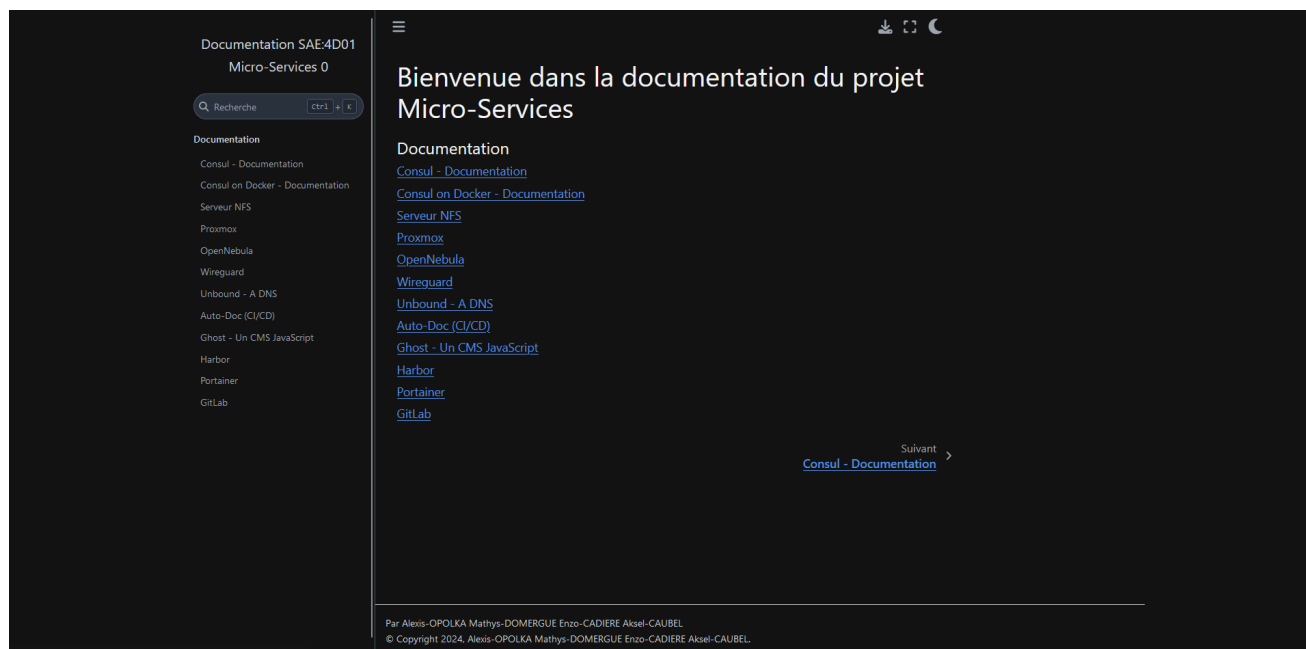 Documentation SAE:4D01
Micro-Services 0
Recherche Ctrl + K
Documentation
Consul - Documentation
Consul on Docker - Documentation
Serveur NFS
Proxmox
OpenNebula
Wireguard
Unbound - A DNS
Auto-Doc (CI/CD)
Ghost - Un CMS JavaScript
Harbor
Portainer
GitLab
Bienvenue dans la documentation du projet
Micro-Services
Documentation
Consul - Documentation
Consul on Docker - Documentation
Serveur NFS
Proxmox
OpenNebula
Wireguard
Unbound - A DNS
Auto-Doc (CI/CD)
Ghost - Un CMS JavaScript
Harbor
Portainer
GitLab
Suivant
Consul - Documentation
Par Alexis-OPOLKA Mathys-DOMERGUE Enzo-CADIERE Aksel-CAUBEL
© Copyright 2024, Alexis-OPOLKA Mathys-DOMERGUE Enzo-CADIERE Aksel-CAUBEL.